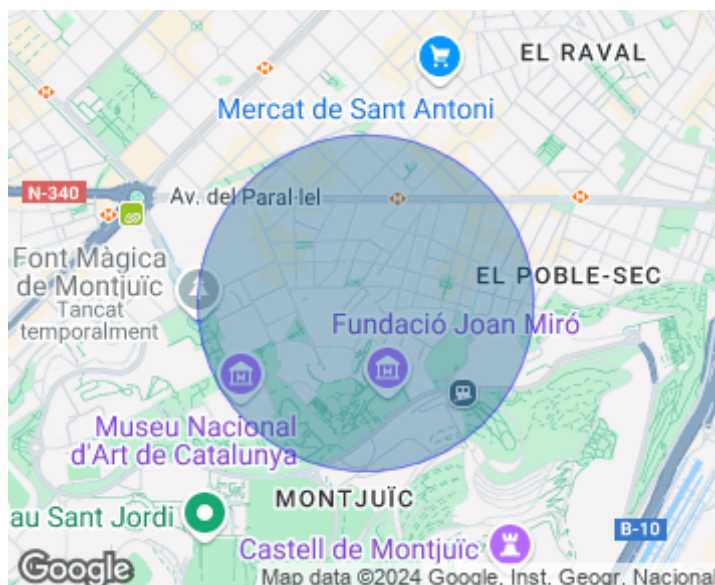 EL RAVAL
Mercat de Sant Antoni
N-340
Av. del Paral·lel
Font Màgica
de Montjuïc
Tancat
temporalment
EL POBLE-SEC
Fundació Joan Miró
Museu Nacional
d'Art de Catalunya
MONTJUÏC
au Sant Jordi
B-10
Castell de Montjuïc
Google
Map data ©2024 Google, Inst. Geogr. Nacional